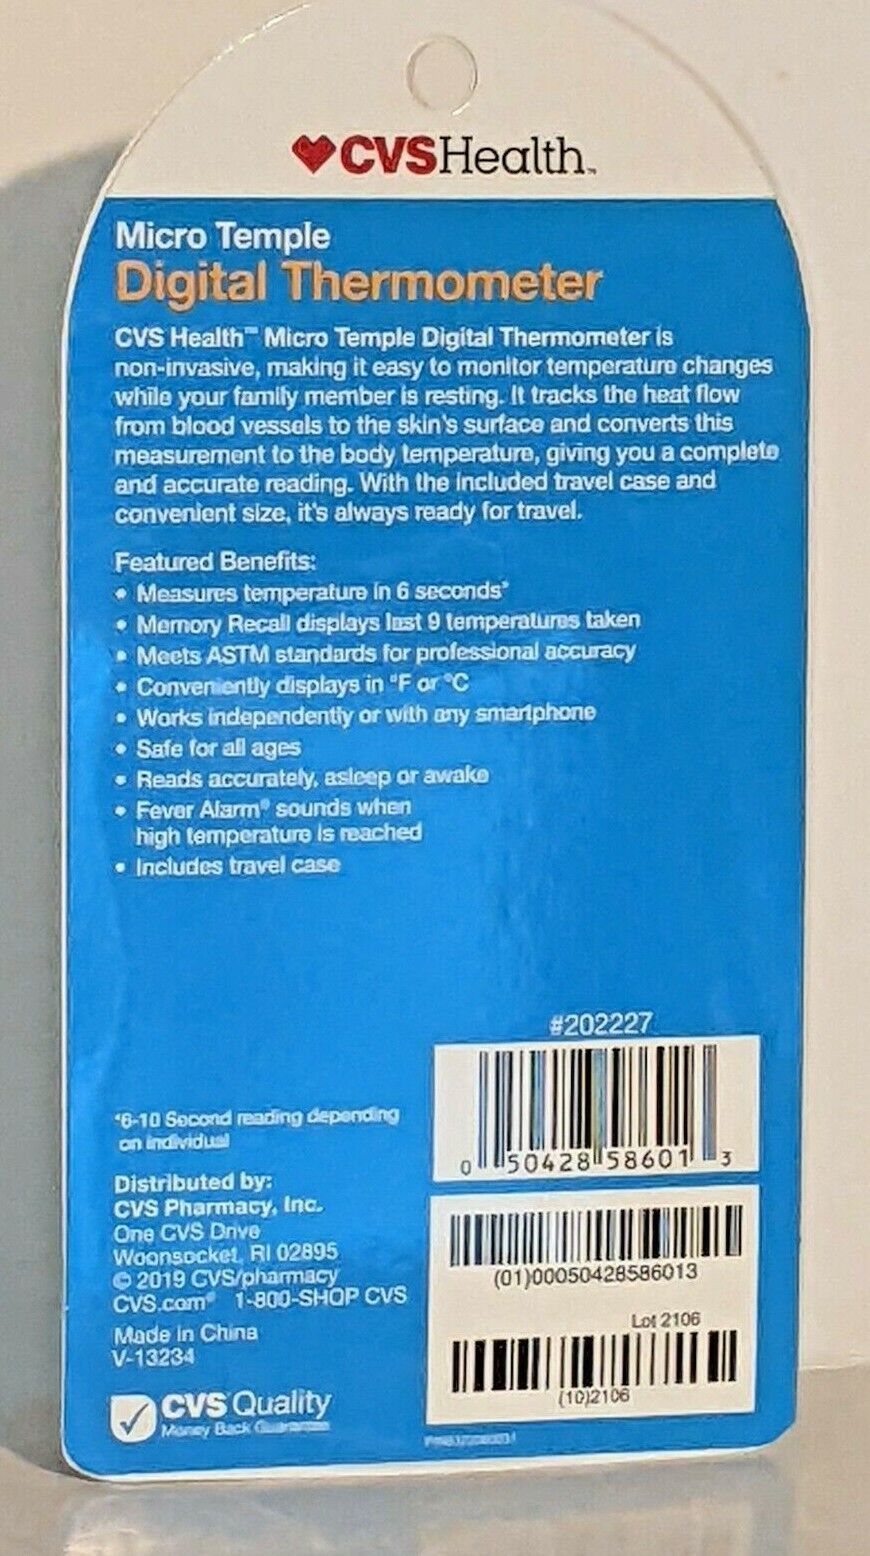 CVSHealth™
Micro Temple
Digital Thermometer
CVS Health™ Micro Temple Digital Thermometer is
non-invasive, making it easy to monitor temperature changes
while your family member is resting. It tracks the heat flow
from blood vessels to the skin's surface and converts this
measurement to the body temperature, giving you a complete
and accurate reading. With the included travel case and
convenient size, it's always ready for travel.
Featured Benefits:
• Measures temperature in 6 seconds*
• Memory Recall displays last 9 temperatures taken
• Meets ASTM standards for professional accuracy
• Conveniently displays in °F or °C
• Works independently or with any smartphone
• Safe for all ages
• Reads accurately, asleep or awake
• Fever Alarm® sounds when
high temperature is reached
• Includes travel case
#202227
0 50428 58601 3
*6-10 Second reading depending
on individual
Distributed by:
CVS Pharmacy, Inc.
One CVS Drive
Woonsocket, RI 02895
© 2019 CVS/pharmacy
CVS.com® 1-800-SHOP CVS
Made in China
V-13234
(01)00050428586013
Lot 2106
(10)2106
CVS Quality
Money Back Guarantee